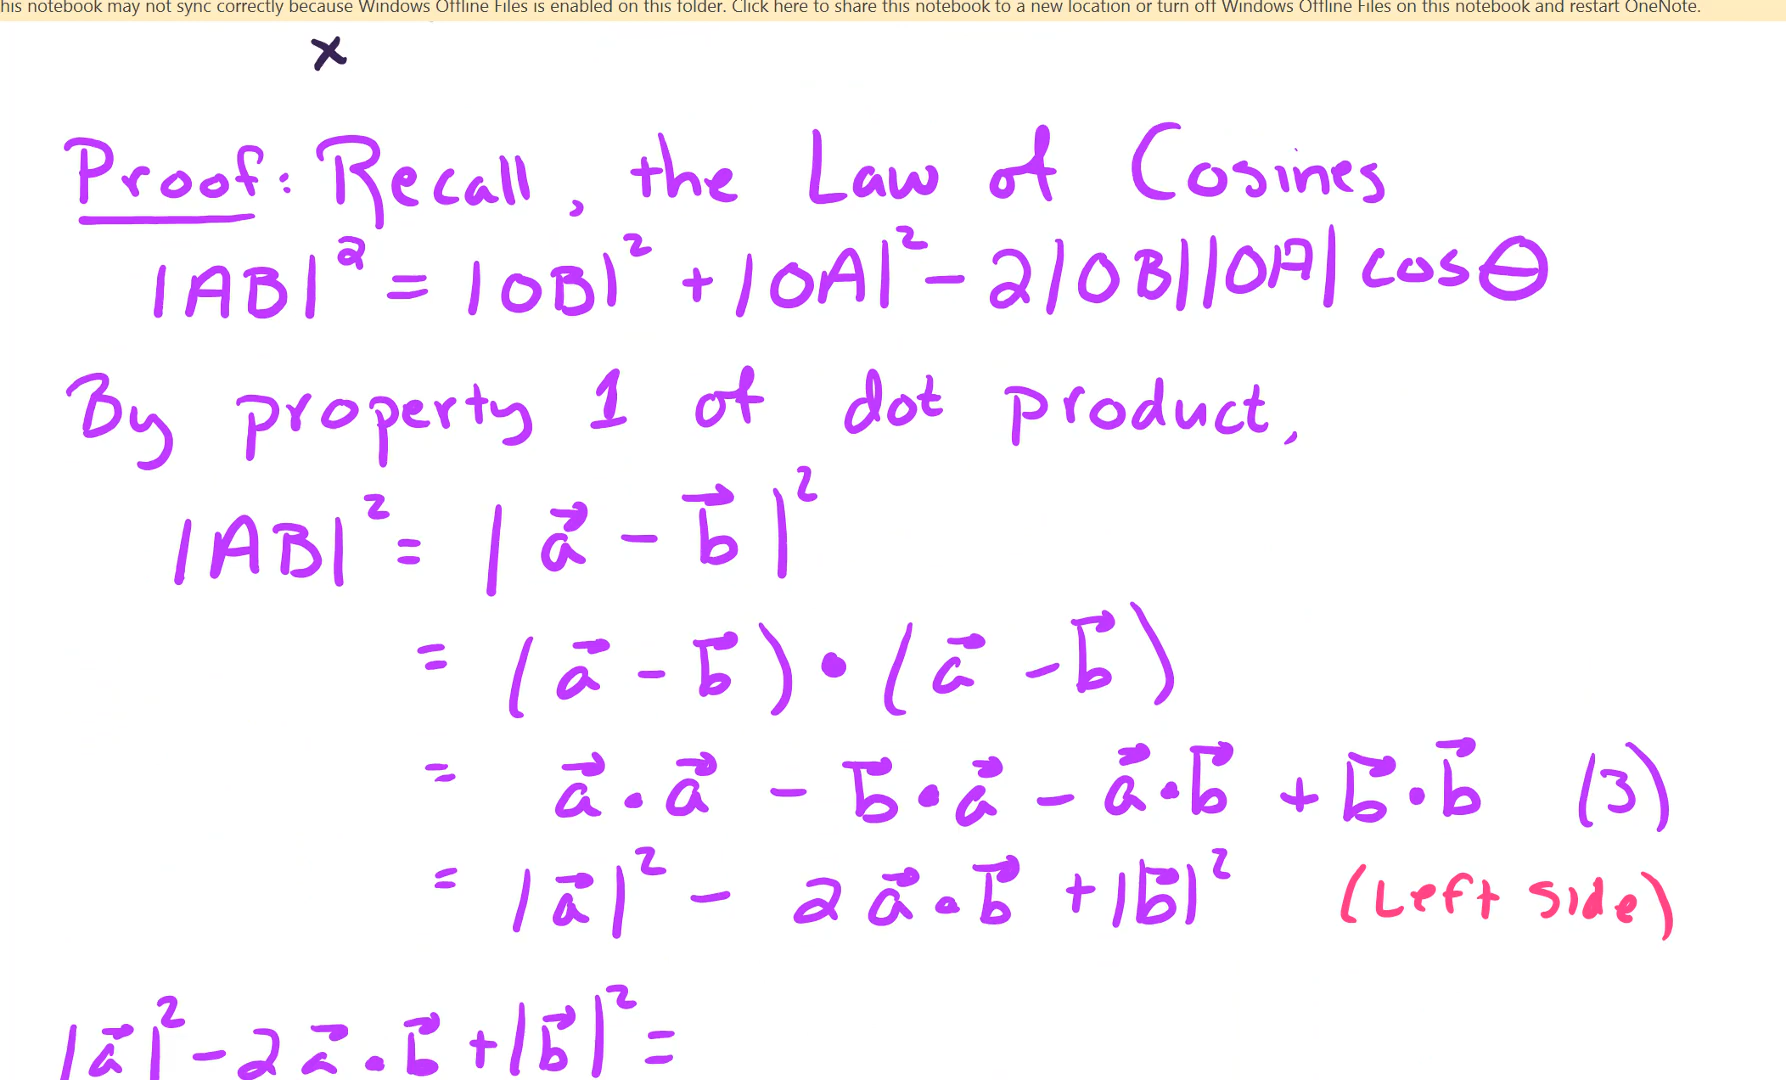 his notebook may not sync correctly because Windows Offline Files is enabled on this folder. Click here to share this notebook to a new location or turn off Windows Offline Files on this notebook and restart OneNote.
x
Proof: Recall, the Law of Cosines
|AB|² = |OB|² + |OA|² - 2|OB||OA| cosθ
By property 1 of dot product,
|AB|² = |a⃗ - b⃗|²
= (a⃗ - b⃗) • (a⃗ - b⃗)
= a⃗ • a⃗ - b⃗ • a⃗ - a⃗ • b⃗ + b⃗ • b⃗ (3)
= |a⃗|² - 2a⃗ • b⃗ + |b⃗|² (Left side)
|a⃗|² - 2a⃗ • b⃗ + |b⃗|² =